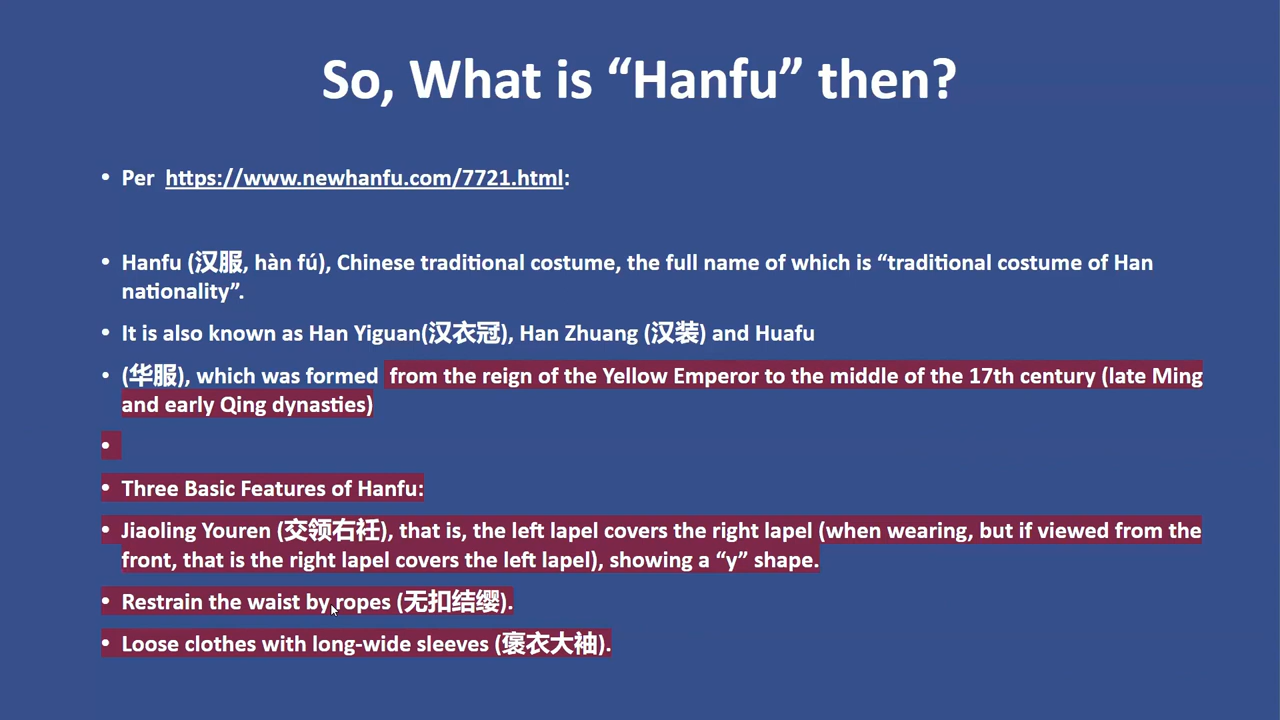 So, What is “Hanfu” then?
• Per https://www.newhanfu.com/7721.html:
• Hanfu (汉服, hàn fú), Chinese traditional costume, the full name of which is “traditional costume of Han
nationality”.
• It is also known as Han Yiguan(汉衣冠), Han Zhuang (汉装) and Huafu
• (华服), which was formed from the reign of the Yellow Emperor to the middle of the 17th century (late Ming
and early Qing dynasties)
•
• Three Basic Features of Hanfu:
• Jiaoling Youren (交领右衽), that is, the left lapel covers the right lapel (when wearing, but if viewed from the
front, that is the right lapel covers the left lapel), showing a “y” shape.
• Restrain the waist by ropes (无扣结缨).
• Loose clothes with long-wide sleeves (褒衣大袖).